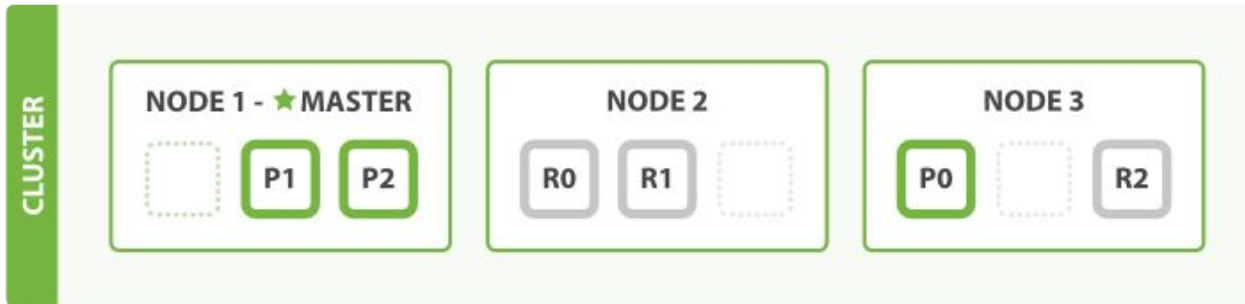 CLUSTER
NODE 1 - ★ MASTER
P1 P2
NODE 2
R0 R1
NODE 3
P0 R2